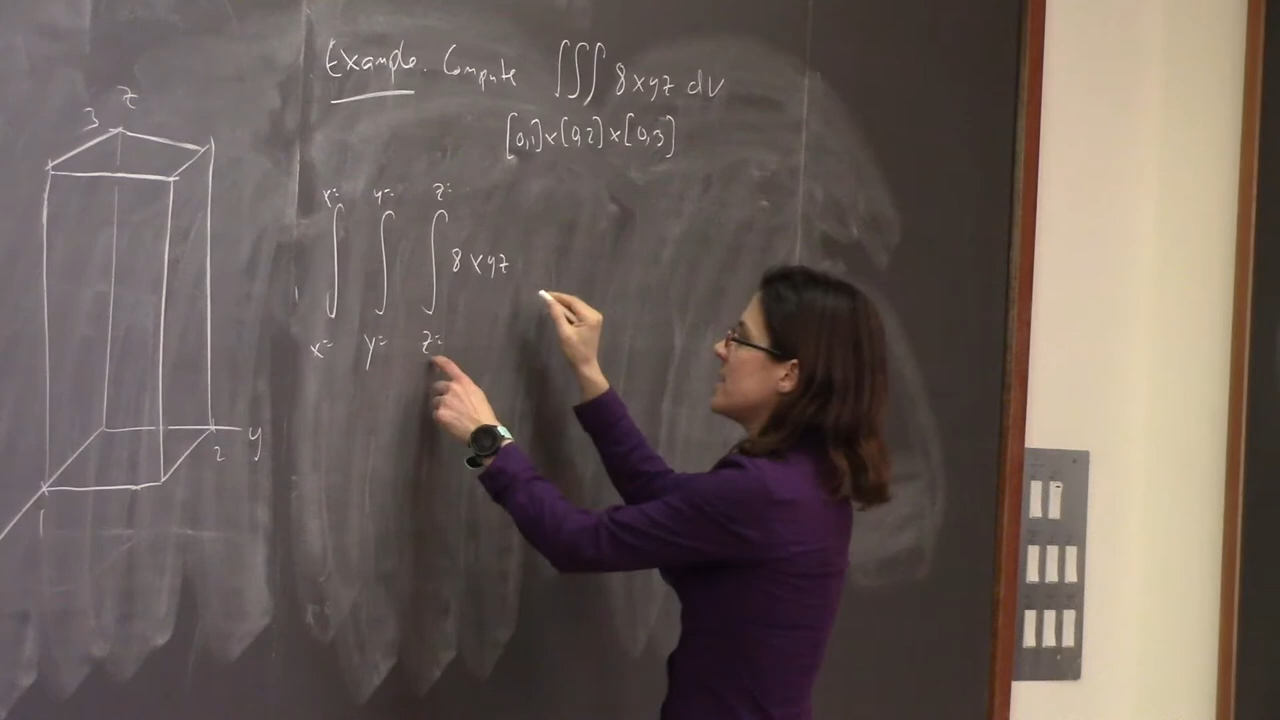 Example. Compute ∭ 8xyz dV
[0,1]×[0,2]×[0,3]
z
3
x= y= z=
∫ ∫ ∫ 8xyz
x= y= z=
y
2
1